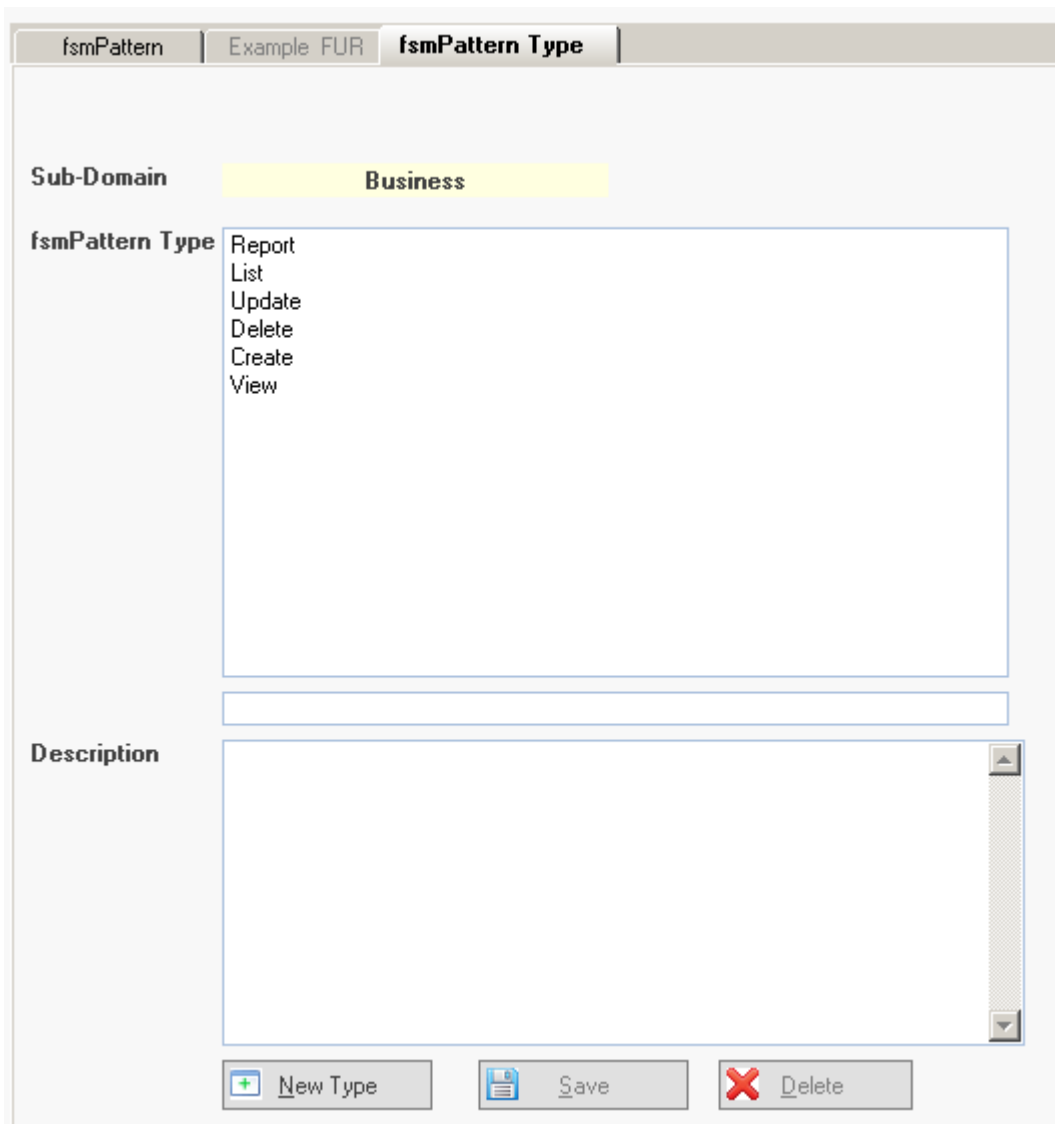 fsmPattern Example FUR fsmPattern Type
Sub-Domain Business
fsmPattern Type
Report
List
Update
Delete
Create
View
Description
New Type Save Delete